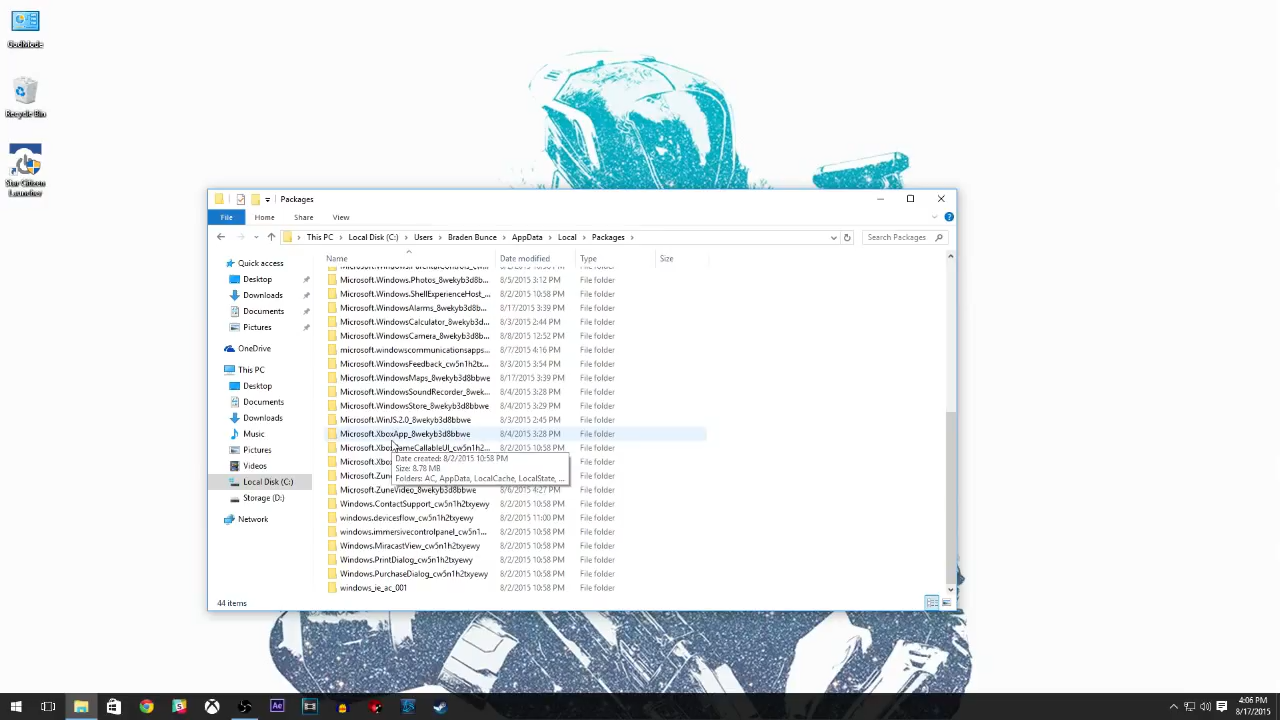 GodMode
Recycle Bin
Star Citizen
Launcher
Packages
File Home Share View
This PC Local Disk (C:) Users Braden Bunce AppData Local Packages
Search Packages
Name Date modified Type Size
Quick access
Desktop
Downloads
Documents
Pictures
OneDrive
This PC
Desktop
Documents
Downloads
Music
Pictures
Videos
Local Disk (C:)
Storage (D:)
Network
Microsoft.Windows.Photos_8wekyb3d8b... 8/5/2015 3:12 PM File folder
Microsoft.Windows.ShellExperienceHost_... 8/2/2015 10:58 PM File folder
Microsoft.WindowsAlarms_8wekyb3d8b... 8/17/2015 3:39 PM File folder
Microsoft.WindowsCalculator_8wekyb3d... 8/3/2015 2:44 PM File folder
Microsoft.WindowsCamera_8wekyb3d8b... 8/8/2015 12:52 PM File folder
microsoft.windowscommunicationsapps... 8/7/2015 4:16 PM File folder
Microsoft.WindowsFeedback_cw5n1h2tx... 8/3/2015 3:54 PM File folder
Microsoft.WindowsMaps_8wekyb3d8bbwe 8/17/2015 3:39 PM File folder
Microsoft.WindowsSoundRecorder_8wek... 8/4/2015 3:28 PM File folder
Microsoft.WindowsStore_8wekyb3d8bbwe 8/4/2015 3:29 PM File folder
Microsoft.WinJS.2.0_8wekyb3d8bbwe 8/3/2015 2:45 PM File folder
Microsoft.XboxApp_8wekyb3d8bbwe 8/4/2015 3:28 PM File folder
Microsoft.XboxGameCallableUI_cw5n1h2... 8/2/2015 10:58 PM File folder
Date created: 8/2/2015 10:58 PM
Size: 8.78 MB
Folders: AC, AppData, LocalCache, LocalState, ...
Microsoft.Xbo File folder
Microsoft.Zun File folder
Microsoft.ZuneVideo_8wekyb3d8bbwe 8/6/2015 4:27 PM File folder
Windows.ContactSupport_cw5n1h2txyewy 8/2/2015 10:58 PM File folder
windows.devicesflow_cw5n1h2txyewy 8/2/2015 11:00 PM File folder
windows.immersivecontrolpanel_cw5n1... 8/2/2015 10:58 PM File folder
Windows.MiracastView_cw5n1h2txyewy 8/2/2015 10:58 PM File folder
Windows.PrintDialog_cw5n1h2txyewy 8/2/2015 10:58 PM File folder
Windows.PurchaseDialog_cw5n1h2txyewy 8/2/2015 10:58 PM File folder
windows_ie_ac_001 8/2/2015 10:58 PM File folder
44 items
Ae
4:06 PM
8/17/2015